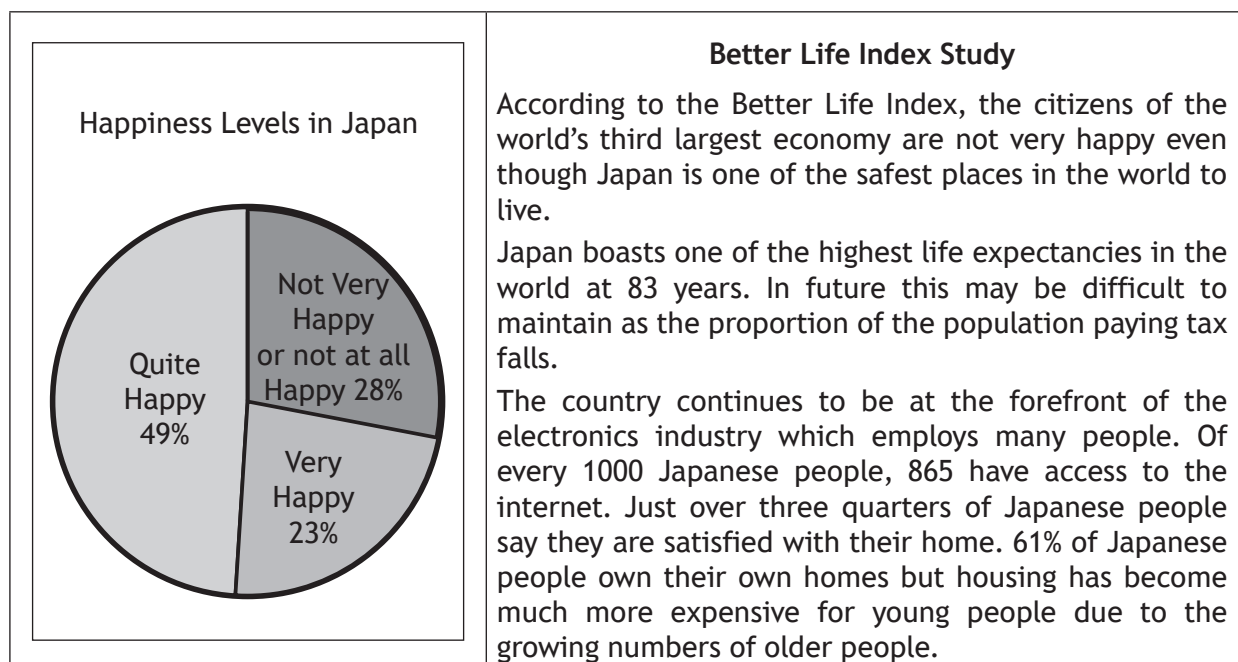 Happiness Levels in Japan
Not Very
Happy
or not at all
Happy 28%
Quite
Happy
49%
Very
Happy
23%
Better Life Index Study
According to the Better Life Index, the citizens of the
world’s third largest economy are not very happy even
though Japan is one of the safest places in the world to
live.
Japan boasts one of the highest life expectancies in the
world at 83 years. In future this may be difficult to
maintain as the proportion of the population paying tax
falls.
The country continues to be at the forefront of the
electronics industry which employs many people. Of
every 1000 Japanese people, 865 have access to the
internet. Just over three quarters of Japanese people
say they are satisfied with their home. 61% of Japanese
people own their own homes but housing has become
much more expensive for young people due to the
growing numbers of older people.